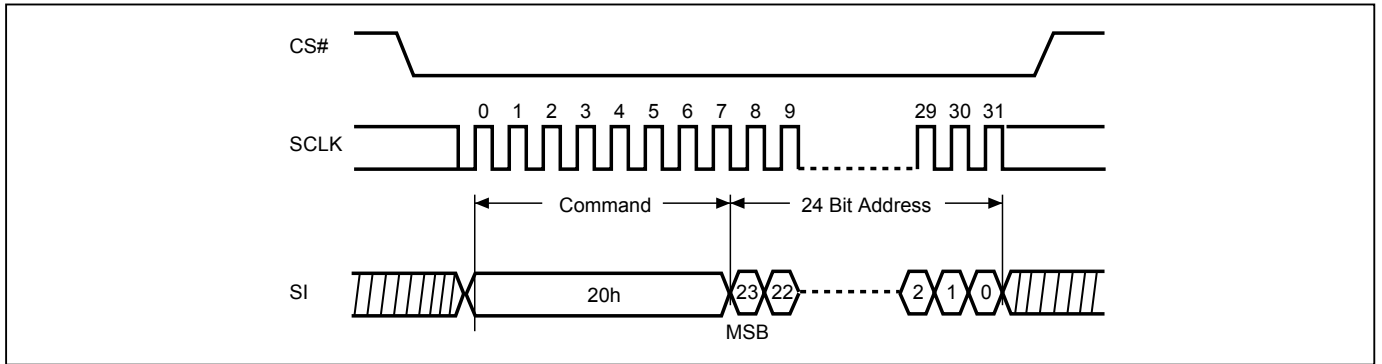 CS#
0 1 2 3 4 5 6 7 8 9 29 30 31
SCLK
Command 24 Bit Address
SI 20h 23 22 2 1 0
MSB